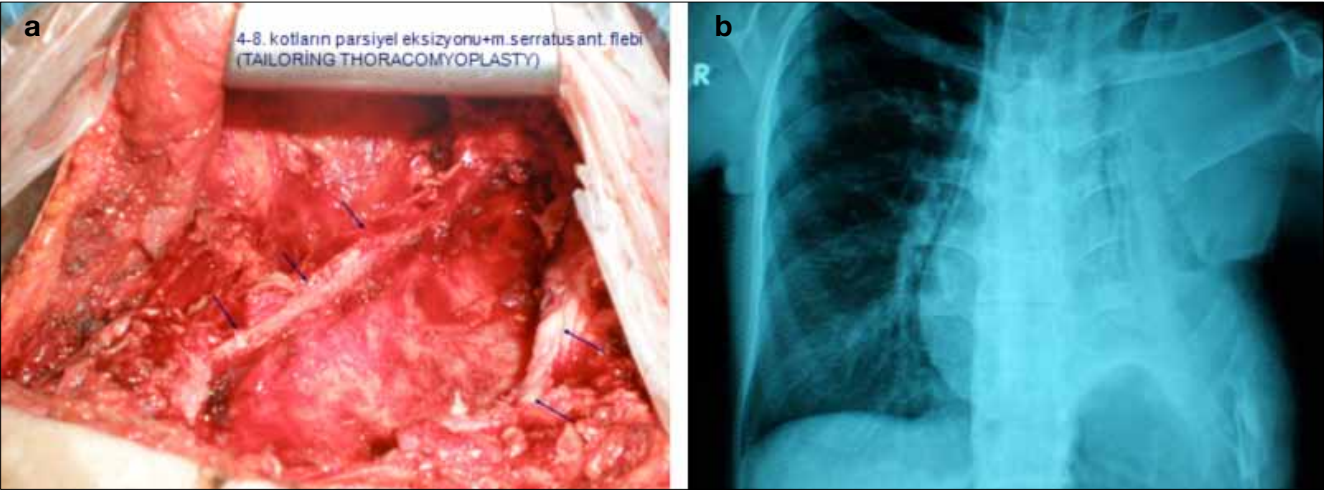 a
4-8. kotların parsiyel eksizyonu+m.serratus ant. flebi
(TAILORİNG THORACOMYOPLASTY)
b
R